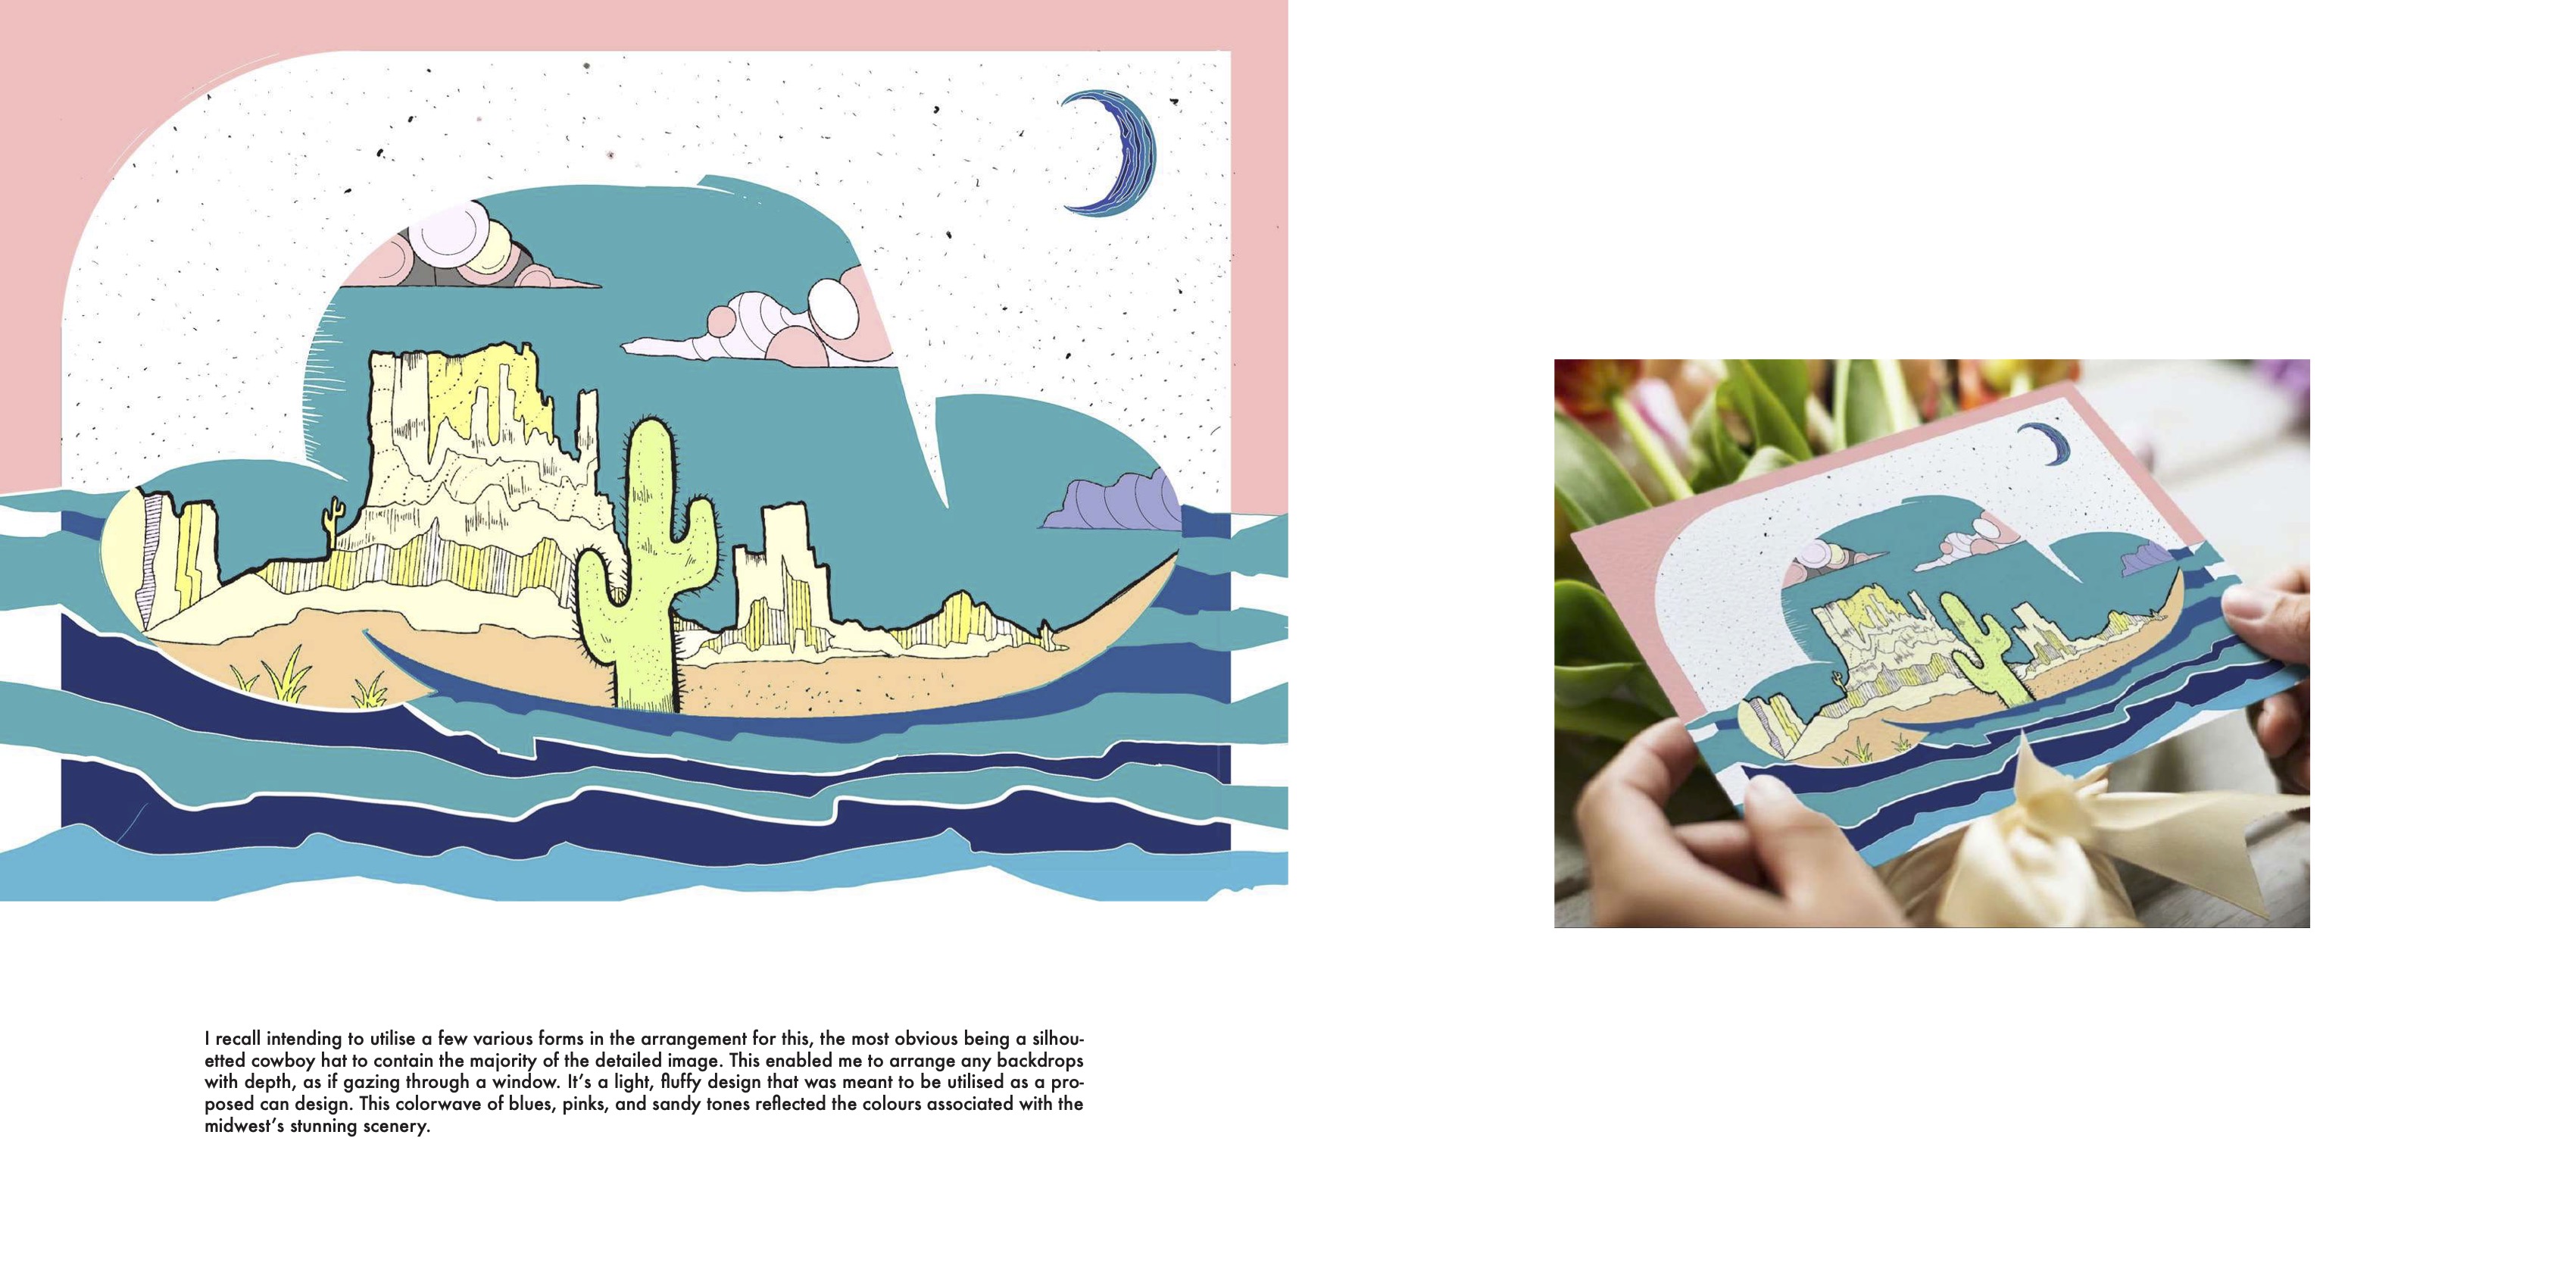 I recall intending to utilise a few various forms in the arrangement for this, the most obvious being a silhou-
etted cowboy hat to contain the majority of the detailed image. This enabled me to arrange any backdrops
with depth, as if gazing through a window. It’s a light, fluffy design that was meant to be utilised as a pro-
posed can design. This colorwave of blues, pinks, and sandy tones reflected the colours associated with the
midwest’s stunning scenery.